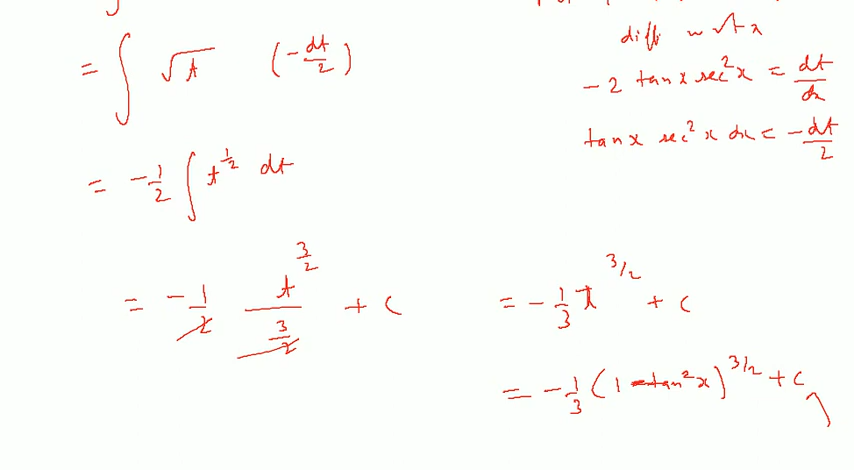 diff w r t x
= ∫ √t (-dt/2)
-2 tan x sec²x = dt/dx
tan x sec²x dx = -dt/2
= -1/2 ∫ t^(1/2) dt
= -1/2 t^(3/2)/(3/2) + c
= -1/3 t^(3/2) + c
= -1/3 (1 - tan²x)^(3/2) + c